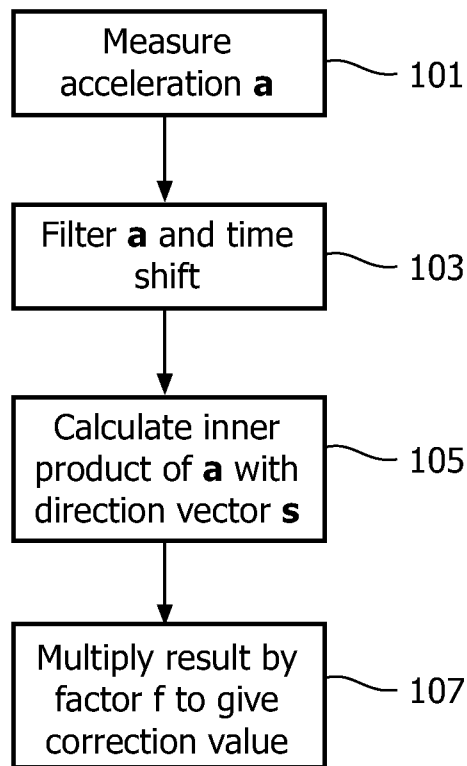 Measure
acceleration a
101
Filter a and time
shift
103
Calculate inner
product of a with
direction vector s
105
Multiply result by
factor f to give
correction value
107